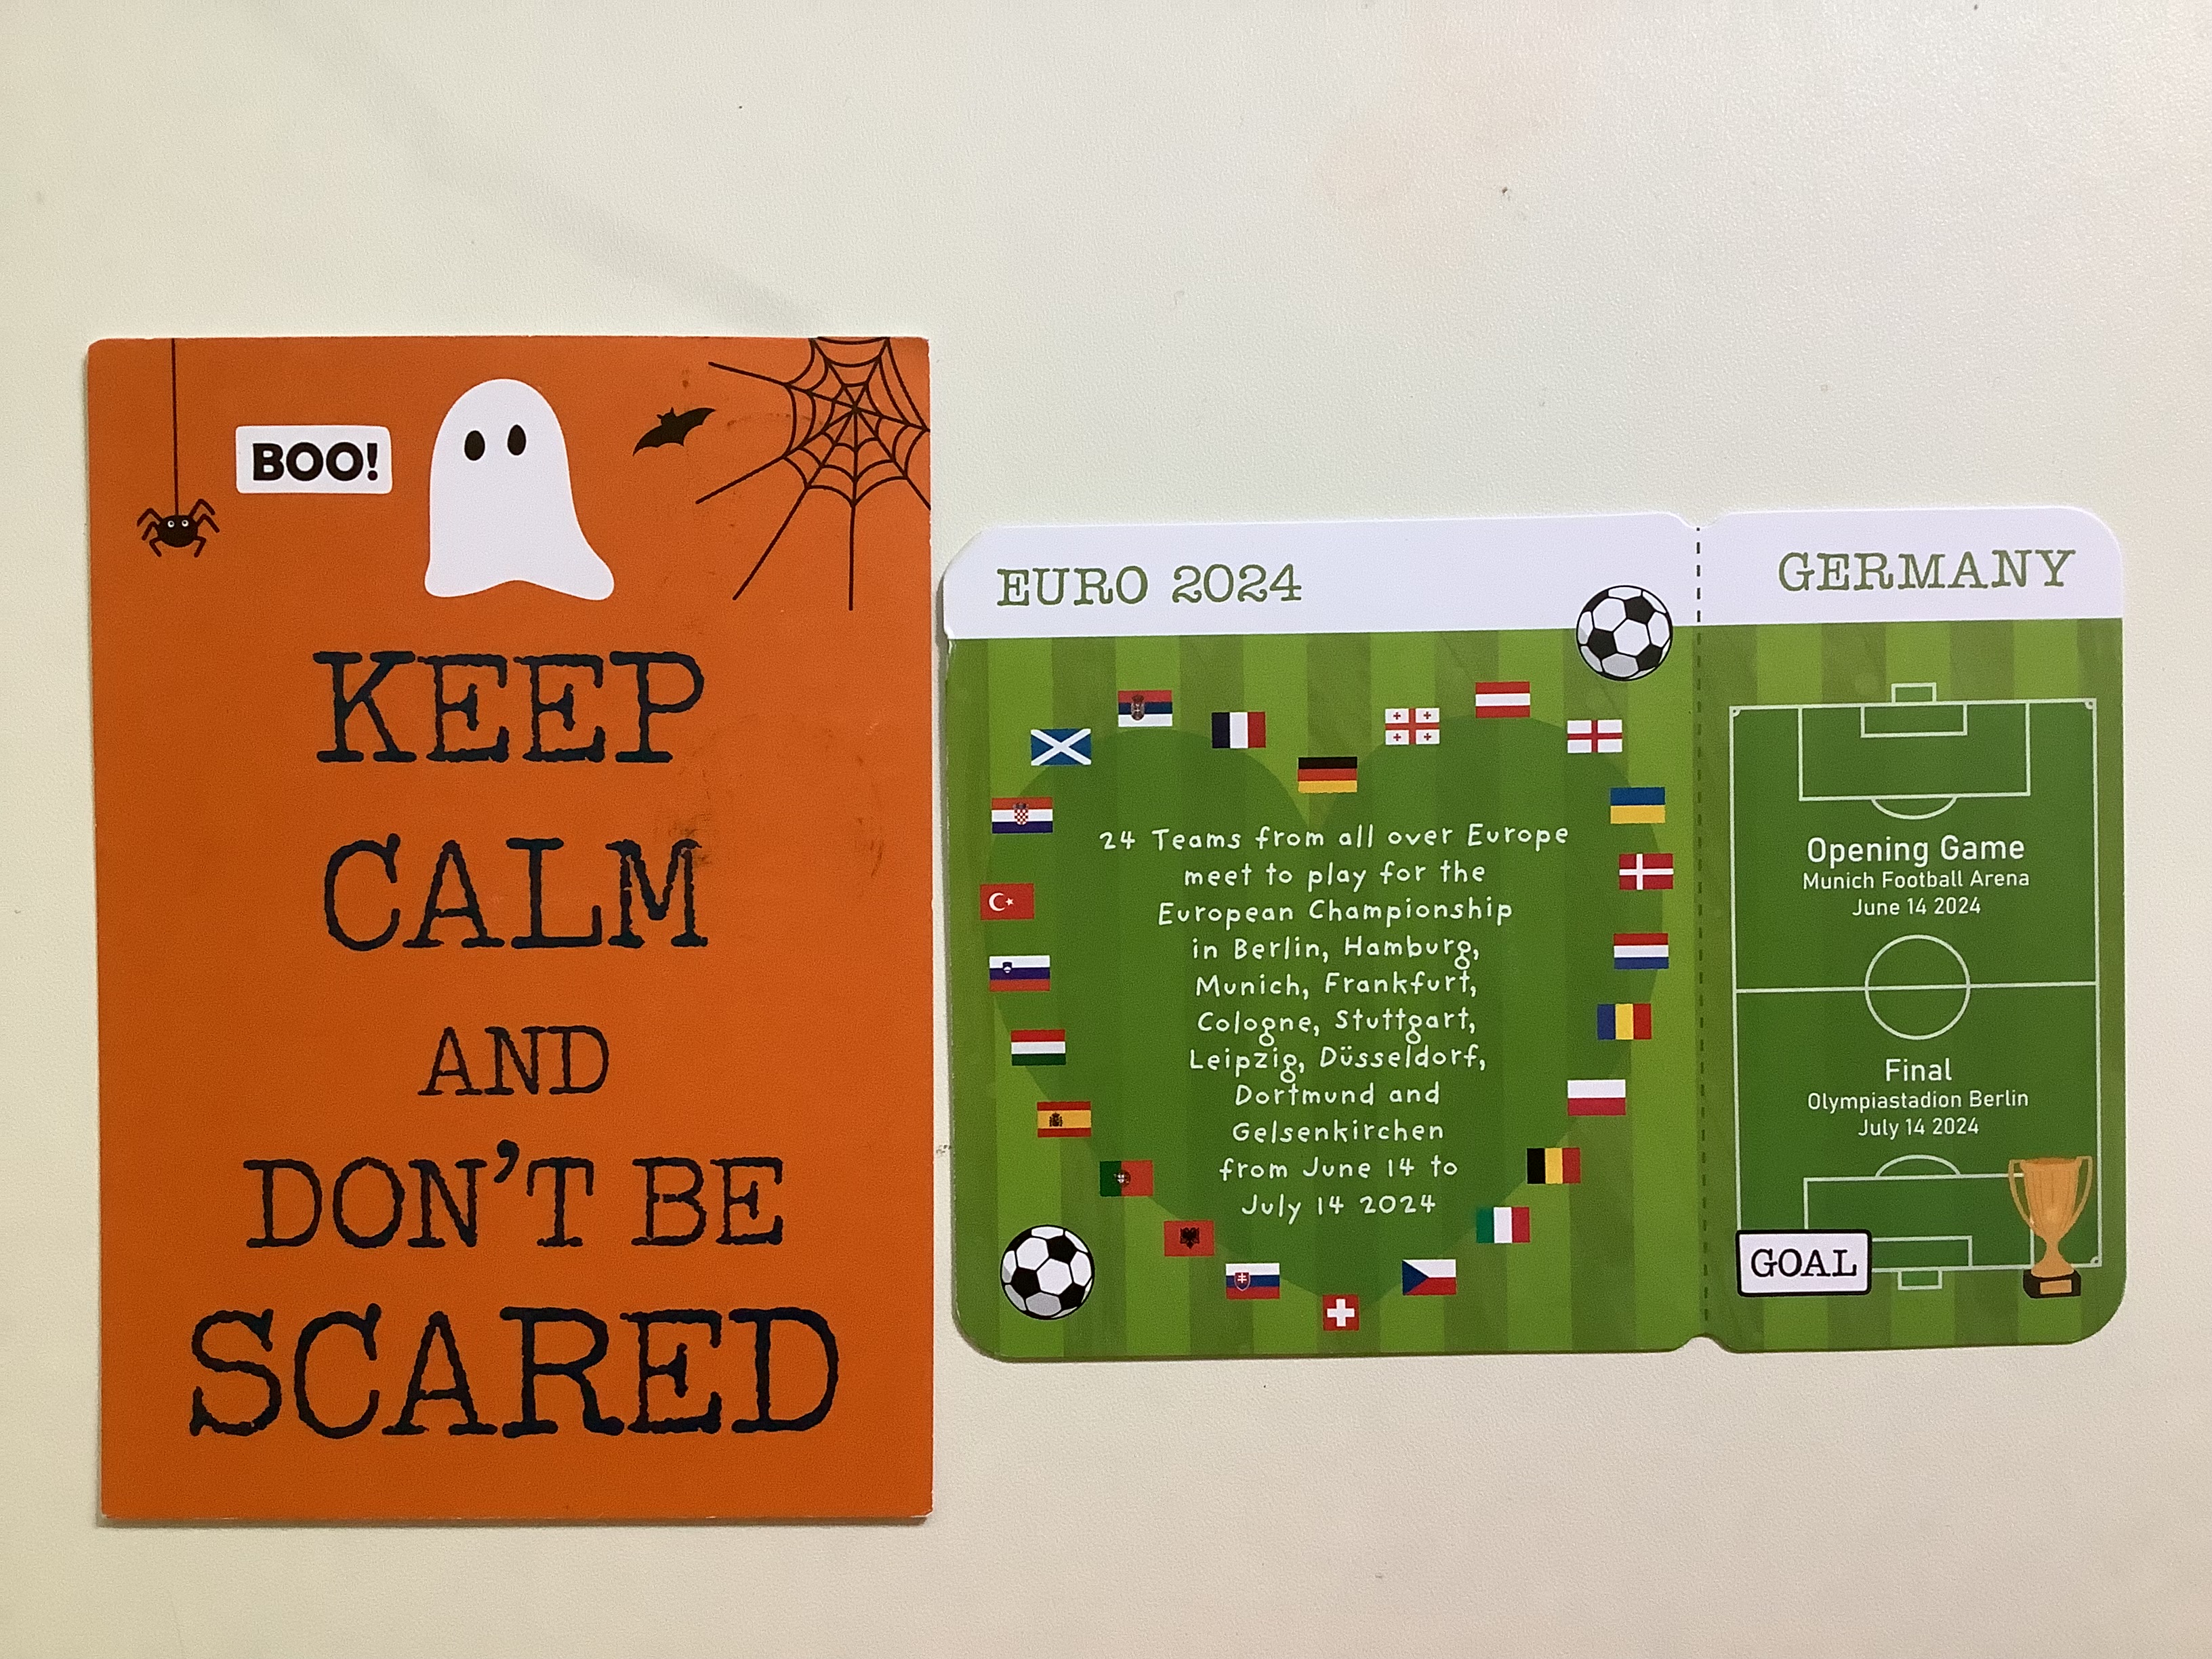 BOO!
KEEP
CALM
AND
DON'T BE
SCARED
EURO 2024
24 Teams from all over Europe
meet to play for the
European Championship
in Berlin, Hamburg,
Munich, Frankfurt,
Cologne, Stuttgart,
Leipzig, Düsseldorf,
Dortmund and
Gelsenkirchen
from June 14 to
July 14 2024
GERMANY
Opening Game
Munich Football Arena
June 14 2024
Final
Olympiastadion Berlin
July 14 2024
GOAL